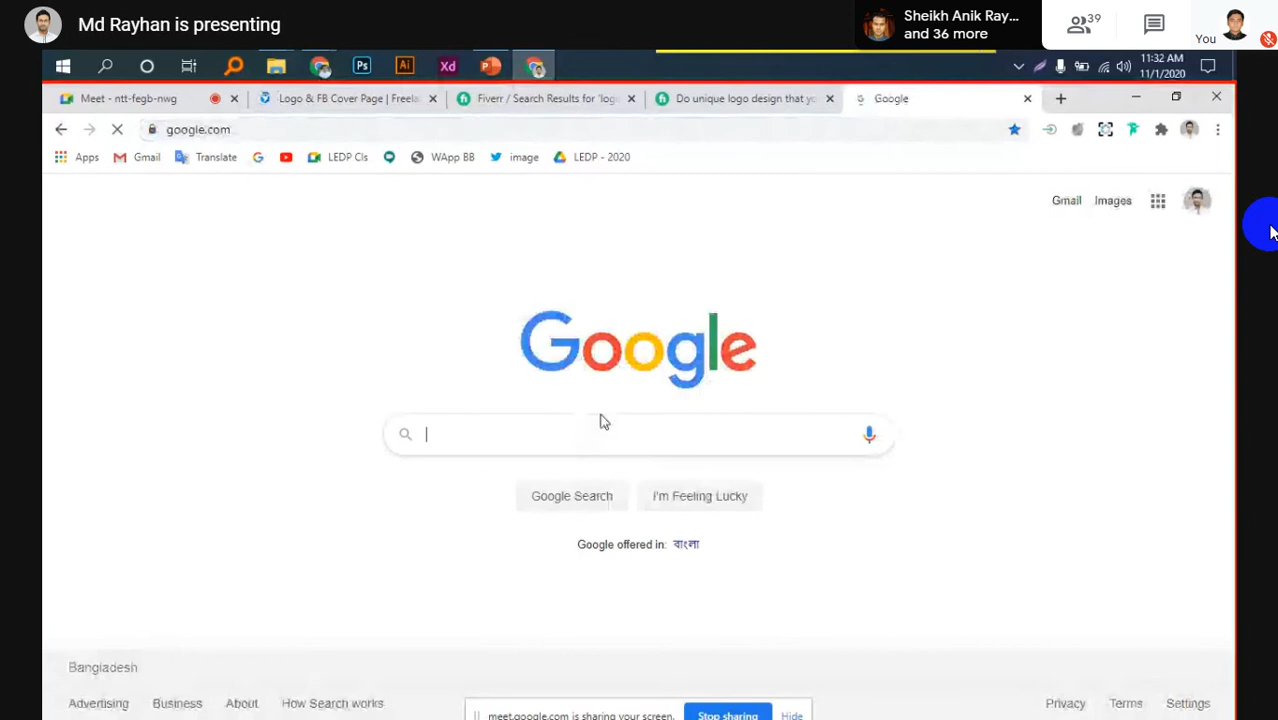 Md Rayhan is presenting
Sheikh Anik Ray...
and 36 more
39
You
Ps
Ai
Xd
11:32 AM
11/1/2020
Meet - ntt-fegb-nwg
Logo & FB Cover Page | Freela
Fiverr / Search Results for 'log
Do unique logo design that y
Google
google.com
Apps
Gmail
Translate
LEDP Cls
WApp BB
image
LEDP - 2020
Gmail
Images
Google
Google Search
I'm Feeling Lucky
Google offered in: বাংলা
Bangladesh
Advertising
Business
About
How Search works
Privacy
Terms
Settings
meet.google.com is sharing your screen.
Stop sharing
Hide